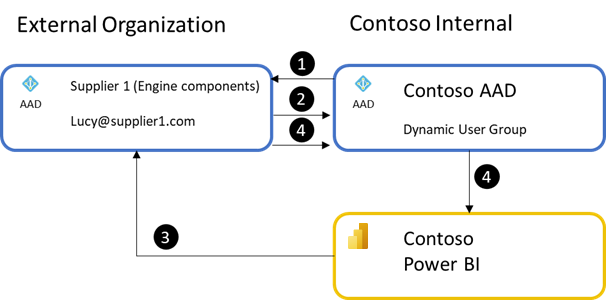 External Organization
Contoso Internal
1
AAD
Supplier 1 (Engine components)
Lucy@supplier1.com
2
4
AAD
Contoso AAD
Dynamic User Group
4
3
Contoso
Power BI